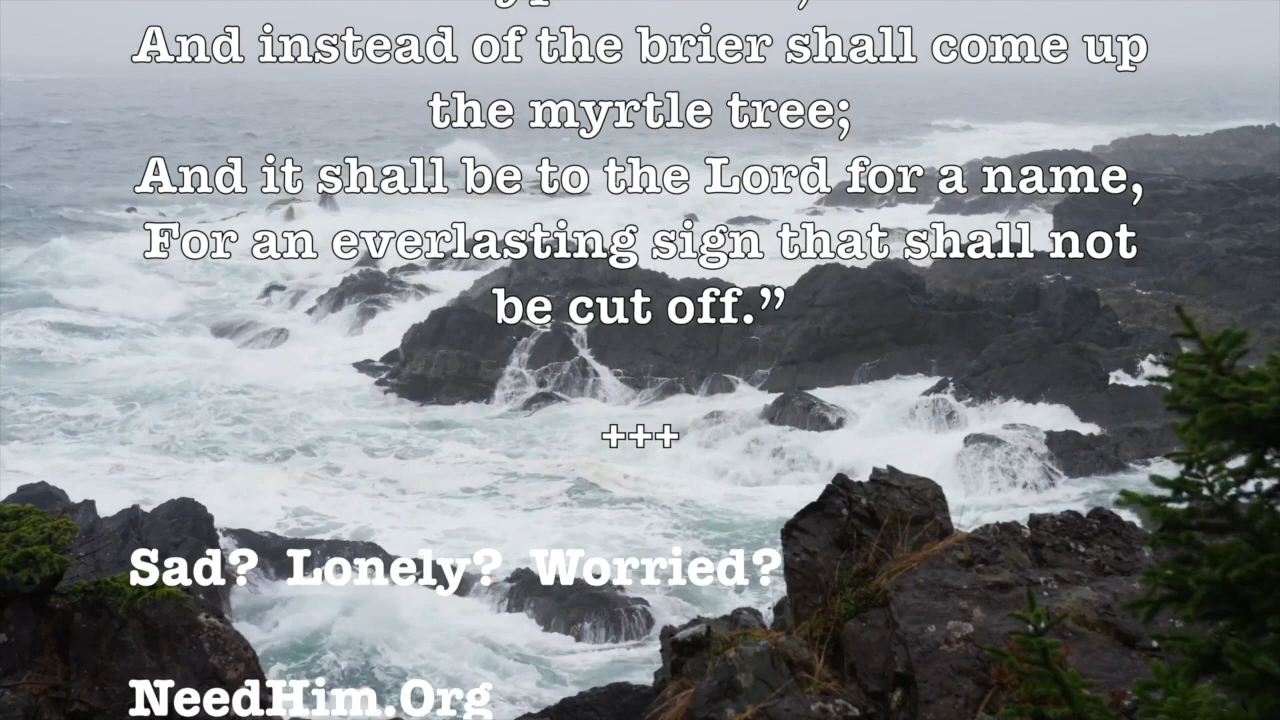 And instead of the brier shall come up
the myrtle tree;
And it shall be to the Lord for a name,
For an everlasting sign that shall not
be cut off.”
+++
Sad? Lonely? Worried?
NeedHim.Org